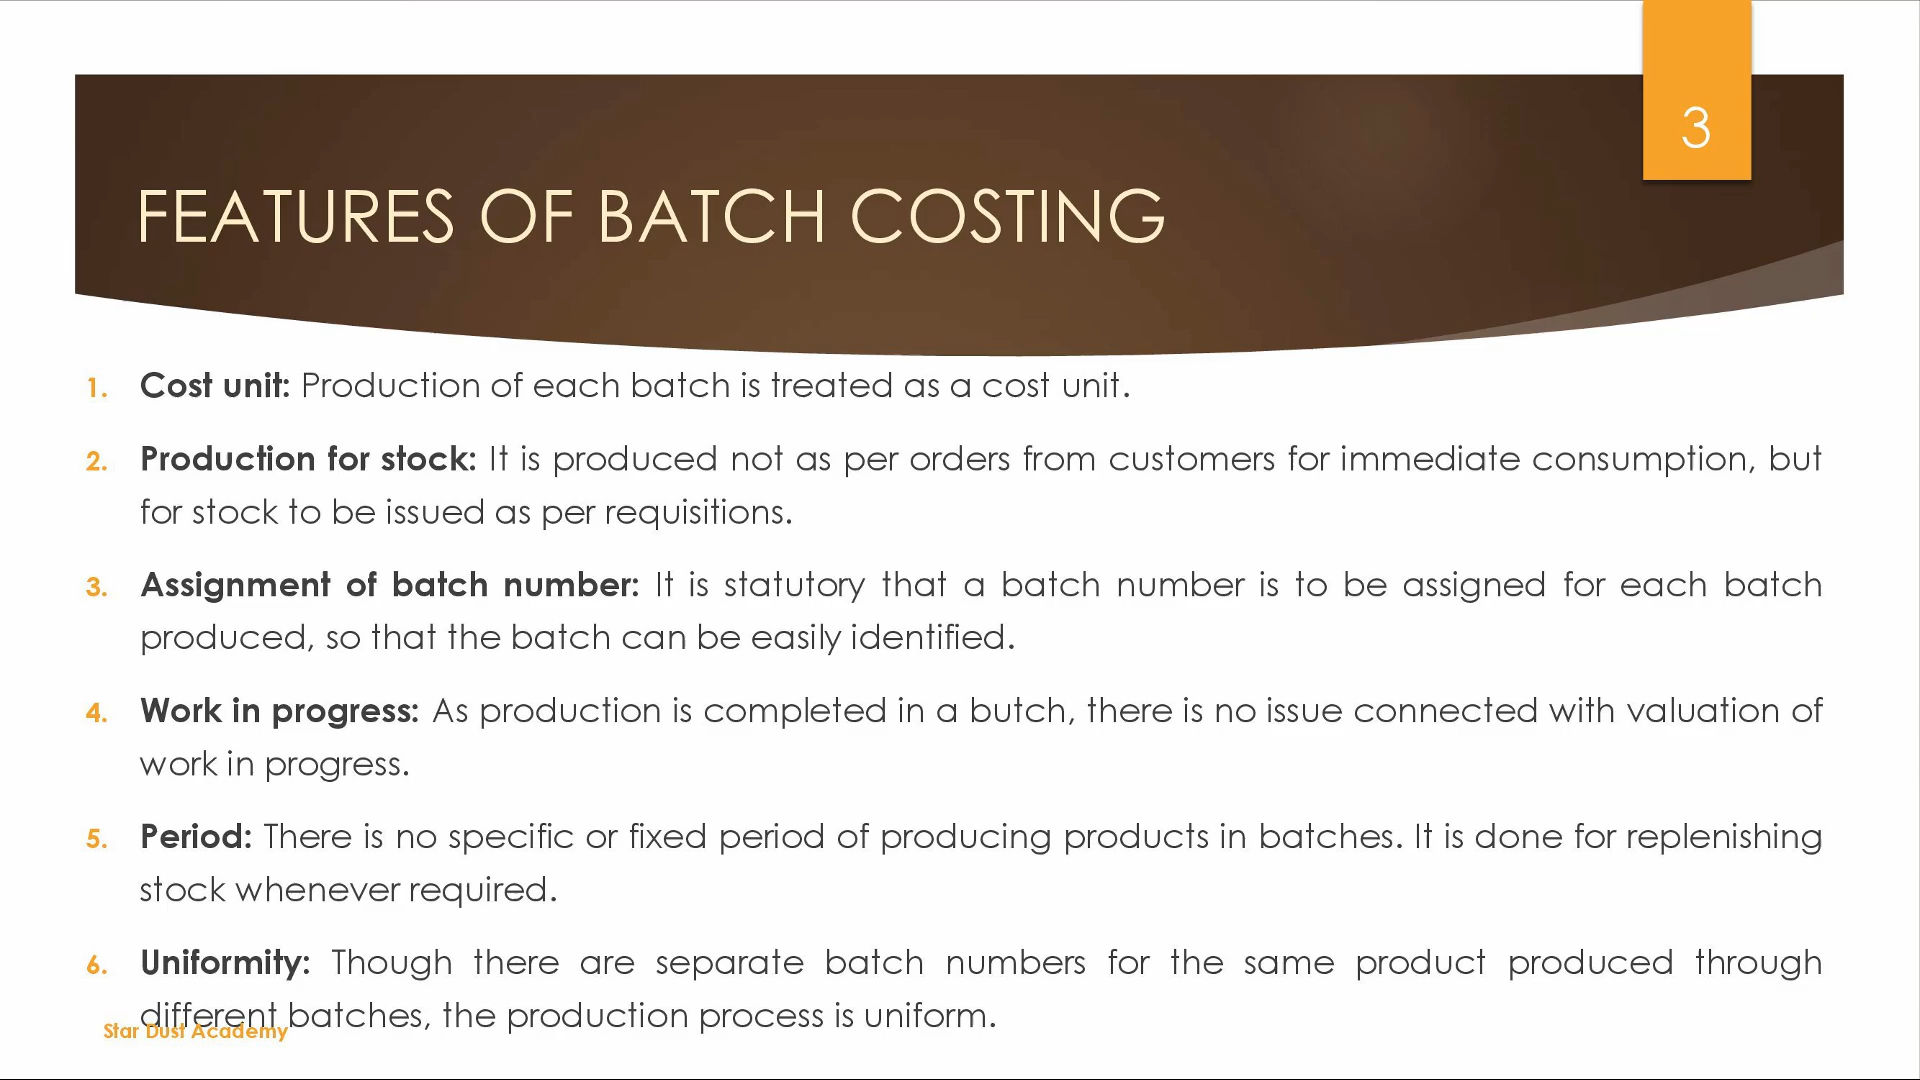 3
FEATURES OF BATCH COSTING
1. Cost unit: Production of each batch is treated as a cost unit.
2. Production for stock: It is produced not as per orders from customers for immediate consumption, but
for stock to be issued as per requisitions.
3. Assignment of batch number: It is statutory that a batch number is to be assigned for each batch
produced, so that the batch can be easily identified.
4. Work in progress: As production is completed in a butch, there is no issue connected with valuation of
work in progress.
5. Period: There is no specific or fixed period of producing products in batches. It is done for replenishing
stock whenever required.
6. Uniformity: Though there are separate batch numbers for the same product produced through
different batches, the production process is uniform.
Star Dust Academy